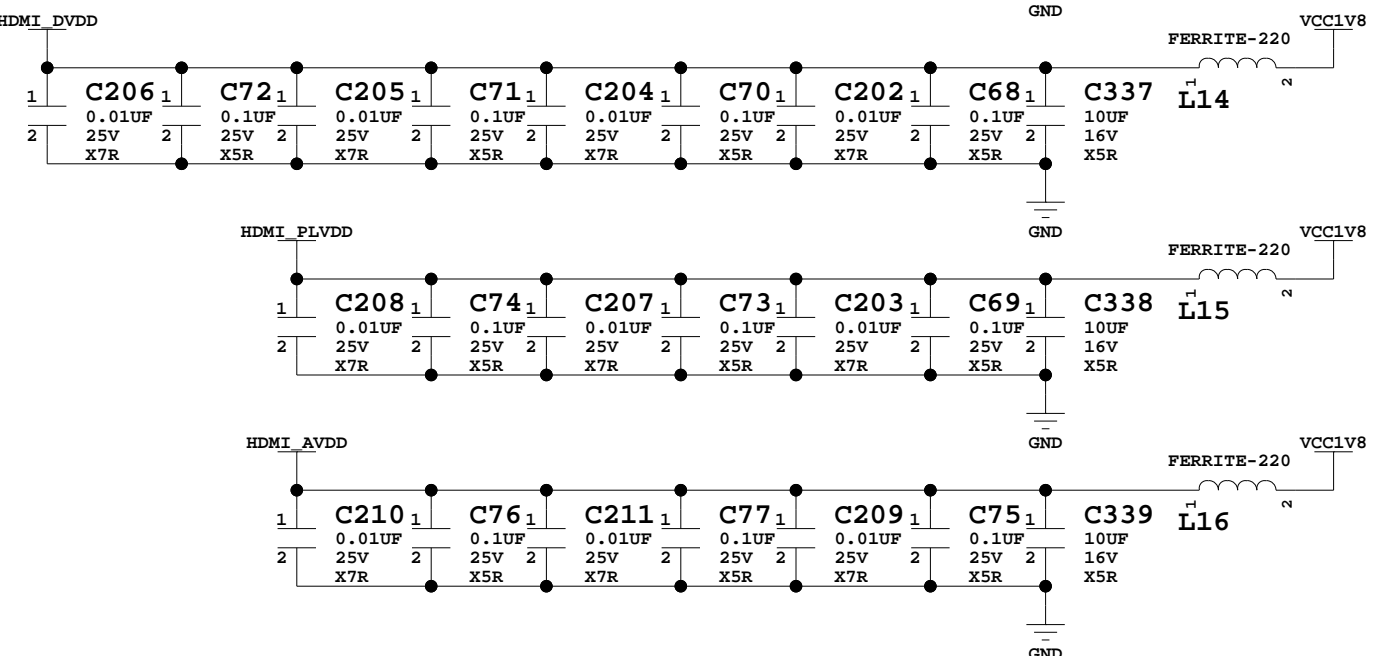 GND
HDMI_DVDD
VCC1V8
FERRITE-220
1 C206 1 C72 1 C205 1 C71 1 C204 1 C70 1 C202 1 C68 1 C337 1 2
L14
0.01UF 0.1UF 0.01UF 0.1UF 0.01UF 0.1UF 0.01UF 0.1UF 10UF
2 25V 2 25V 2 25V 2 25V 2 25V 2 25V 2 25V 2 25V 2 16V
X7R X5R X7R X5R X7R X5R X7R X5R X5R
HDMI_PLVDD GND VCC1V8
FERRITE-220
1 C208 1 C74 1 C207 1 C73 1 C203 1 C69 1 C338 1 2
L15
0.01UF 0.1UF 0.01UF 0.1UF 0.01UF 0.1UF 10UF
2 25V 2 25V 2 25V 2 25V 2 25V 2 25V 2 16V
X7R X5R X7R X5R X7R X5R X5R
HDMI_AVDD GND VCC1V8
FERRITE-220
1 C210 1 C76 1 C211 1 C77 1 C209 1 C75 1 C339 1 2
L16
0.01UF 0.1UF 0.01UF 0.1UF 0.01UF 0.1UF 10UF
2 25V 2 25V 2 25V 2 25V 2 25V 2 25V 2 16V
X7R X5R X7R X5R X7R X5R X5R
GND